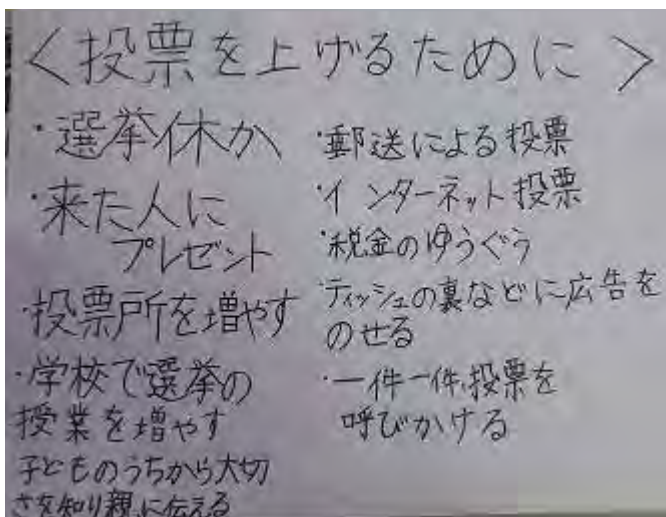 <投票を上げるために>
・選挙休か
・来た人に
プレゼント
・投票所を増やす
・学校で選挙の
授業を増やす
子どものうちから大切
さを知り親に伝える
・郵送による投票
・インターネット投票
・税金のゆうぐう
・ティッシュの裏などに広告を
のせる
・一件一件、投票を
呼びかける